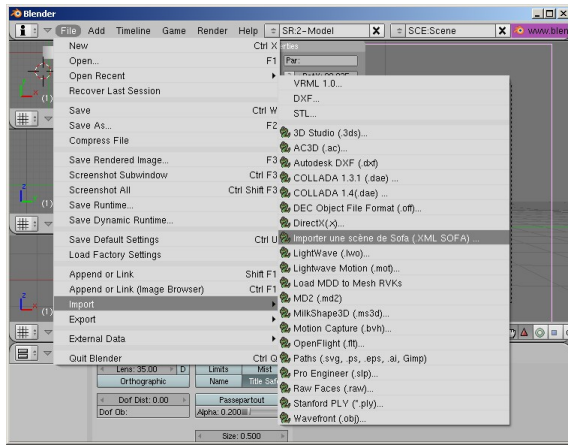 Blender
File Add Timeline Game Render Help SR:2-Model X SCE:Scene X www.blen
New Ctrl X
Open... F1
Open Recent
Recover Last Session
Save Ctrl W
Save As... F2
Compress File
Save Rendered Image... F3
Screenshot Subwindow Ctrl F3
Screenshot All Ctrl Shift F3
Save Runtime...
Save Dynamic Runtime...
Save Default Settings Ctrl U
Load Factory Settings
Append or Link Shift F1
Append or Link (Image Browser) Ctrl F1
Import
Export
External Data
Quit Blender Ctrl Q
Par:
VRML 1.0...
DXF...
STL...
3D Studio (.3ds)...
AC3D (.ac)...
Autodesk DXF (.dxf)
COLLADA 1.3.1 (.dae) ...
COLLADA 1.4(.dae) ...
DEC Object File Format (.off)...
DirectX(.x)...
Importer une scène de Sofa ( XML SOFA) ...
LightWave (.lwo)...
Lightwave Motion (.mot)...
Load MDD to Mesh RVKs
MD2 (.md2)
MilkShape3D (.ms3d)...
Motion Capture (.bvh)...
OpenFlight (.flt)...
Paths (.svg, .ps, .eps, .ai, Gimp)
Pro Engineer (.slp)...
Raw Faces (.raw)...
Stanford PLY (*.ply)...
Wavefront (.obj)...
(1)
z
x
(1)
z
x
(1)
Lens: 35.00 D Limits Mist
Orthographic Name Title Safe
Dof Dist: 0.00 Passepartout
Dof Ob: Alpha: 0.200
Size: 0.500